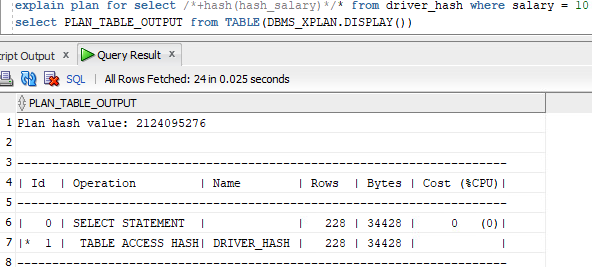 explain plan for select /*+hash(hash_salary)*/* from driver_hash where salary = 10
select PLAN_TABLE_OUTPUT from TABLE(DBMS_XPLAN.DISPLAY())
ript Output x Query Result x
SQL | All Rows Fetched: 24 in 0.025 seconds
PLAN_TABLE_OUTPUT
1 Plan hash value: 2124095276
2
3 ---------------------------------------------------------------------
4 | Id | Operation | Name | Rows | Bytes | Cost (%CPU)|
5 ---------------------------------------------------------------------
6 | 0 | SELECT STATEMENT | | 228 | 34428 | 0 (0)|
7 |* 1 | TABLE ACCESS HASH| DRIVER_HASH | 228 | 34428 | |
8 ---------------------------------------------------------------------